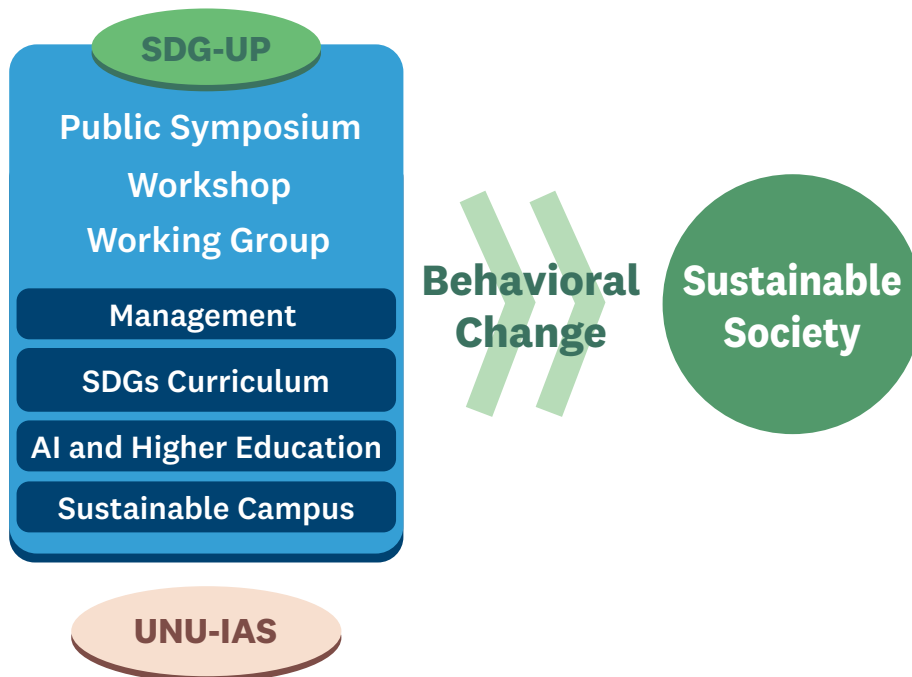 SDG-UP
Public Symposium
Workshop
Working Group
Management
SDGs Curriculum
AI and Higher Education
Sustainable Campus
UNU-IAS
Behavioral
Change
Sustainable
Society